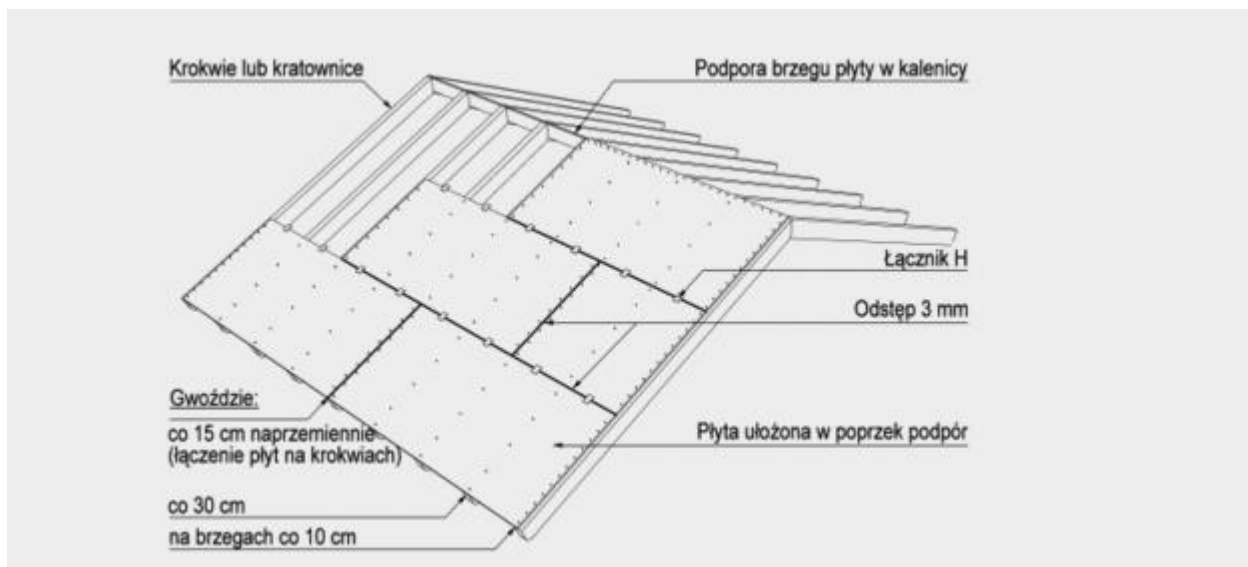 Krokwie lub kratownice
Podpora brzegu płyty w kalenicy
Łącznik H
Odstęp 3 mm
Gwoździe:
co 15 cm naprzemiennie
(łączenie płyt na krokwiach)
Płyta ułożona w poprzek podpór
co 30 cm
na brzegach co 10 cm